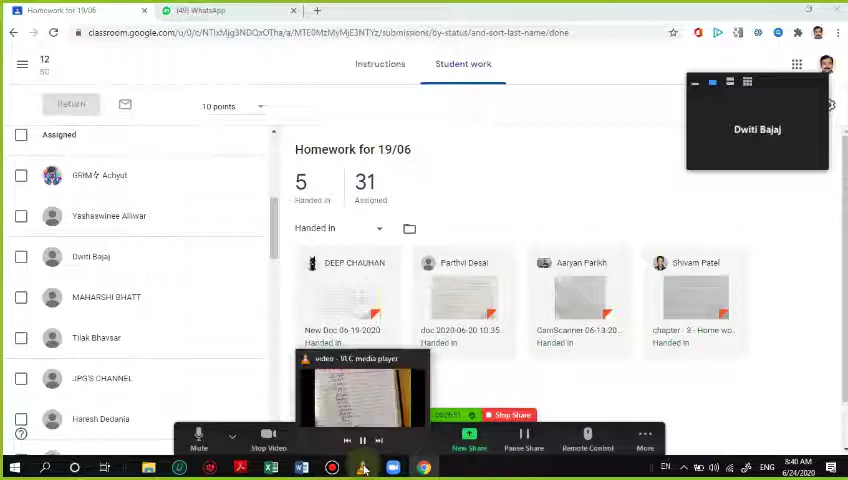 Homework for 19/06
(49) WhatsApp
classroom.google.com/u/0/c/NTIxMjg3NDQxOTha/a/MTE0MzMyMjE3NTYz/submissions/by-status/and-sort-last-name/done
12
SC
Instructions
Student work
Return
10 points
Dwiti Bajaj
Assigned
GRIM Achyut
Yashaswinee Alliwar
Dwiti Bajaj
MAHARSHI BHATT
Tilak Bhavsar
JPG'S CHANNEL
Haresh Dedania
Homework for 19/06
5
31
Handed in
Assigned
Handed in
DEEP CHAUHAN
Parthvi Desai
Aaryan Parikh
Shivam Patel
New Doc 06-19-2020...
doc 2020-06-20 10.35...
CamScanner 06-13-20...
chapter - 3 - Home wo...
Handed in
Handed in
Handed in
Handed in
video - VLC media player
Stop Share
Mute
Stop Video
New Share
Pause Share
Remote Control
More
EN
ENG
8:40 AM
6/24/2020